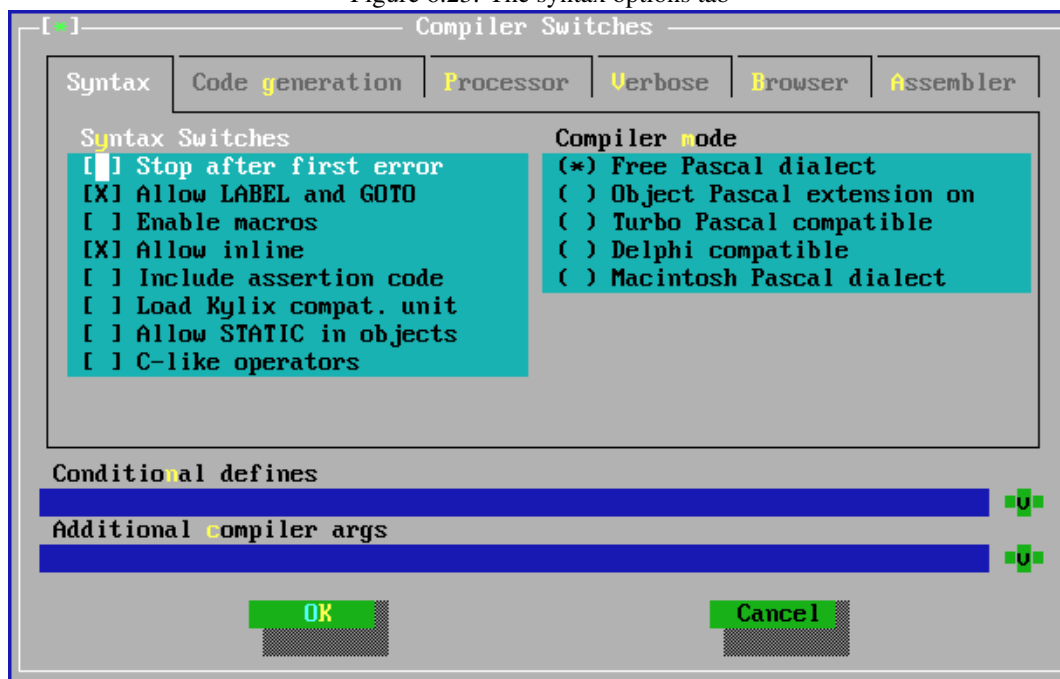 Figure 6.23: The syntax options tab
[*] Compiler Switches
Syntax Code generation Processor Verbose Browser Assembler
Syntax Switches
[ ] Stop after first error
[X] Allow LABEL and GOTO
[ ] Enable macros
[X] Allow inline
[ ] Include assertion code
[ ] Load Kylix compat. unit
[ ] Allow STATIC in objects
[ ] C-like operators
Compiler mode
(*) Free Pascal dialect
( ) Object Pascal extension on
( ) Turbo Pascal compatible
( ) Delphi compatible
( ) Macintosh Pascal dialect
Conditional defines
Additional compiler args
OK Cancel